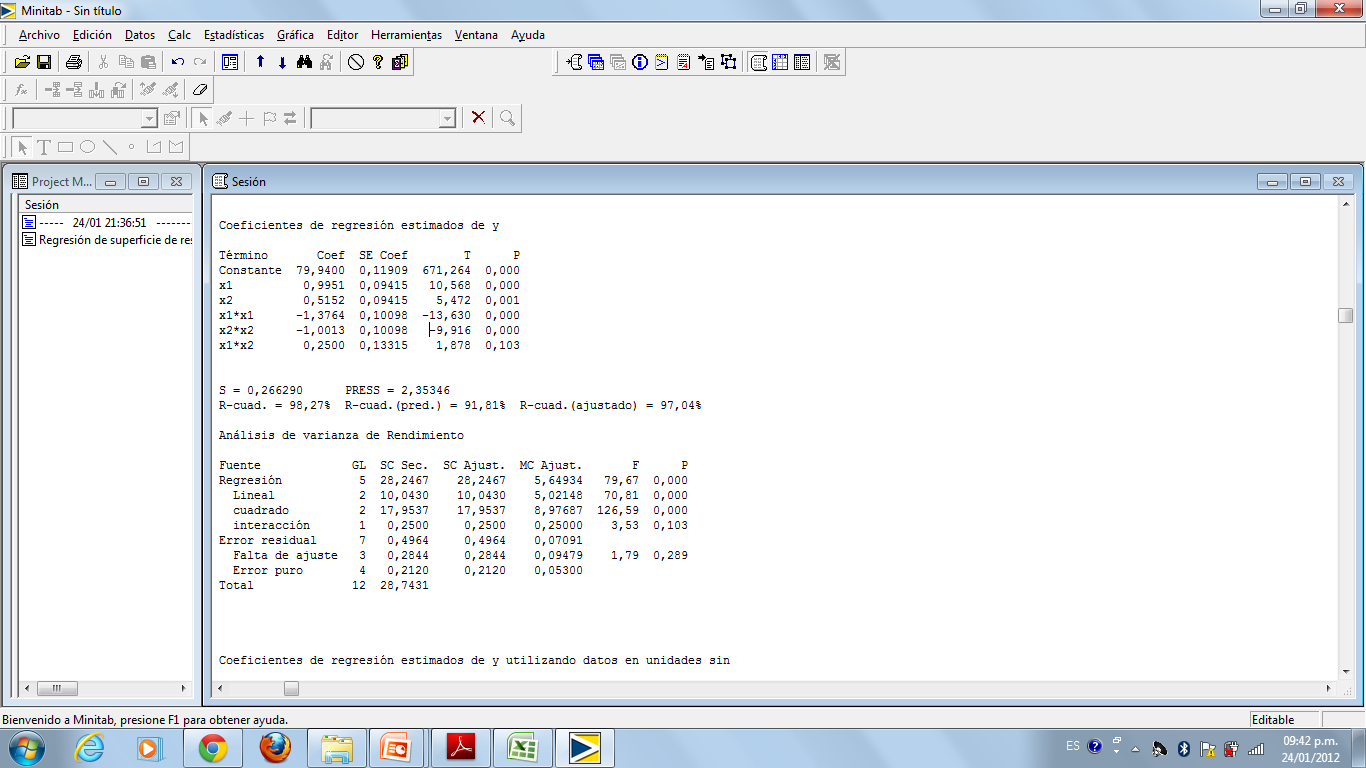 Minitab - Sin título
Archivo Edición Datos Calc Estadísticas Gráfica Editor Herramientas Ventana Ayuda
Project M...
Sesión
----- 24/01 21:36:51 -------
Regresión de superficie de res
Sesión
Coeficientes de regresión estimados de y
Término Coef SE Coef T P
Constante 79,9400 0,11909 671,264 0,000
x1 0,9951 0,09415 10,568 0,000
x2 0,5152 0,09415 5,472 0,001
x1*x1 -1,3764 0,10098 -13,630 0,000
x2*x2 -1,0013 0,10098 -9,916 0,000
x1*x2 0,2500 0,13315 1,878 0,103
S = 0,266290 PRESS = 2,35346
R-cuad. = 98,27% R-cuad.(pred.) = 91,81% R-cuad.(ajustado) = 97,04%
Análisis de varianza de Rendimiento
Fuente GL SC Sec. SC Ajust. MC Ajust. F P
Regresión 5 28,2467 28,2467 5,64934 79,67 0,000
Lineal 2 10,0430 10,0430 5,02148 70,81 0,000
cuadrado 2 17,9537 17,9537 8,97687 126,59 0,000
interacción 1 0,2500 0,2500 0,25000 3,53 0,103
Error residual 7 0,4964 0,4964 0,07091
Falta de ajuste 3 0,2844 0,2844 0,09479 1,79 0,289
Error puro 4 0,2120 0,2120 0,05300
Total 12 28,7431
Coeficientes de regresión estimados de y utilizando datos en unidades sin
Bienvenido a Minitab, presione F1 para obtener ayuda.
Editable
ES
09:42 p.m.
24/01/2012